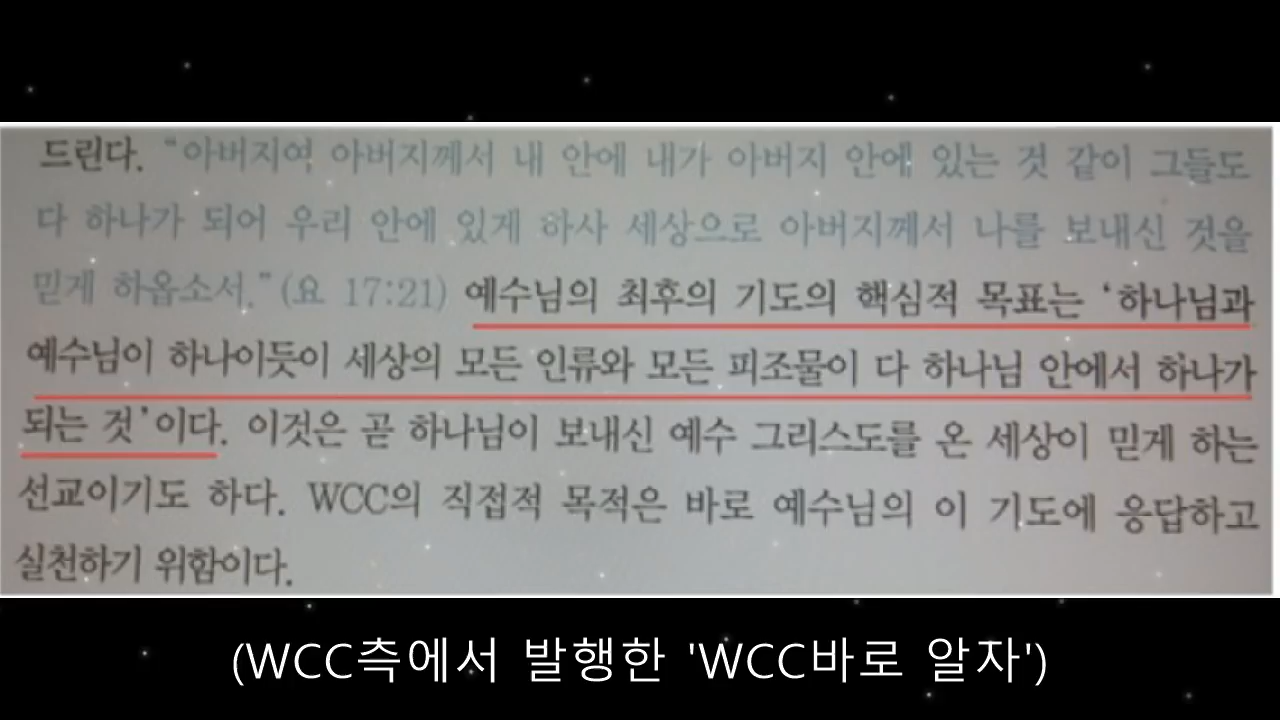 드린다. “아버지여 아버지께서 내 안에 내가 아버지 안에 있는 것 같이 그들도
다 하나가 되어 우리 안에 있게 하사 세상으로 아버지께서 나를 보내신 것을
믿게 하옵소서.”(요 17:21) 예수님의 최후의 기도의 핵심적 목표는 ‘하나님과
예수님이 하나이듯이 세상의 모든 인류와 모든 피조물이 다 하나님 안에서 하나가
되는 것’이다. 이것은 곧 하나님이 보내신 예수 그리스도를 온 세상이 믿게 하는
선교이기도 하다. WCC의 직접적 목적은 바로 예수님의 이 기도에 응답하고
실천하기 위함이다.
(WCC측에서 발행한 'WCC바로 알자')